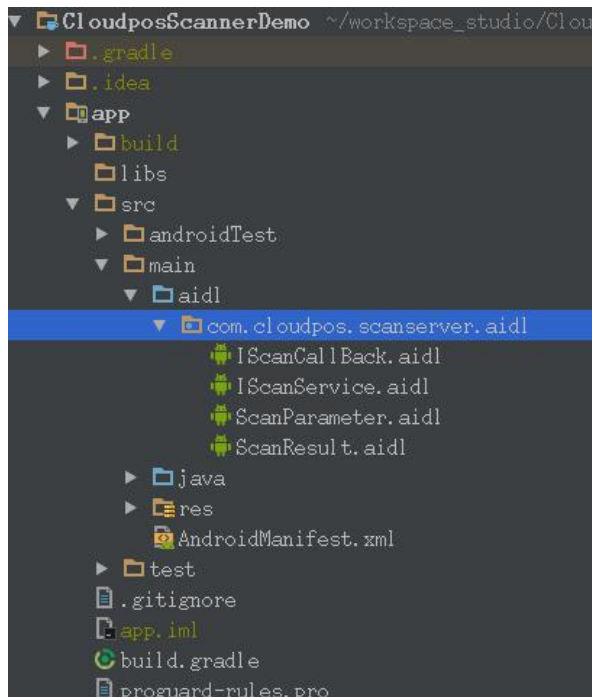 CloudposScannerDemo ~/workspace_studio/Clou
.gradle
.idea
app
build
libs
src
androidTest
main
aidl
com.cloudpos.scanserver.aidl
IScanCallBack.aidl
IScanService.aidl
ScanParameter.aidl
ScanResult.aidl
java
res
AndroidManifest.xml
test
.gitignore
app.iml
build.gradle
proguard-rules.pro